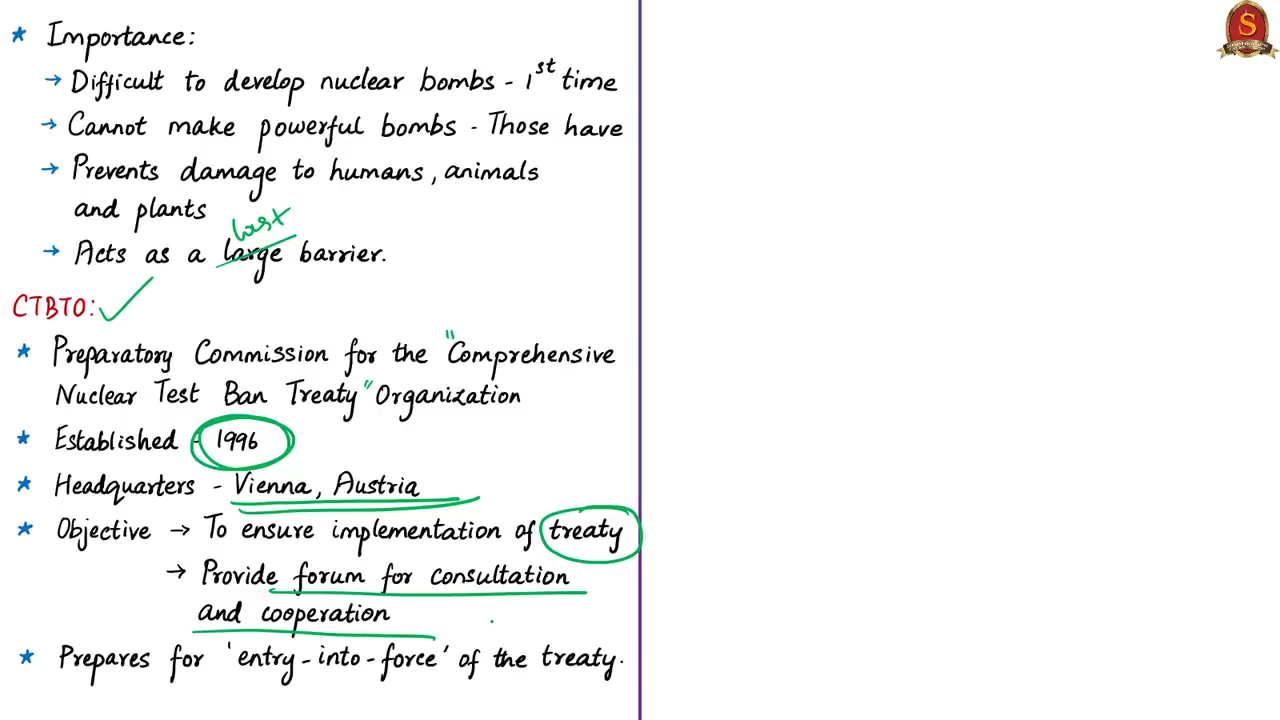 * Importance:
→ Difficult to develop nuclear bombs - 1st time
→ Cannot make powerful bombs - Those have
→ Prevents damage to humans, animals
and plants
last
→ Acts as a large barrier.
CTBTO:
* Preparatory Commission for the "Comprehensive
Nuclear Test Ban Treaty" Organization
* Established - 1996
* Headquarters - Vienna, Austria
* Objective → To ensure implementation of treaty
→ Provide forum for consultation
and cooperation
* Prepares for 'entry-into-force' of the treaty.
S